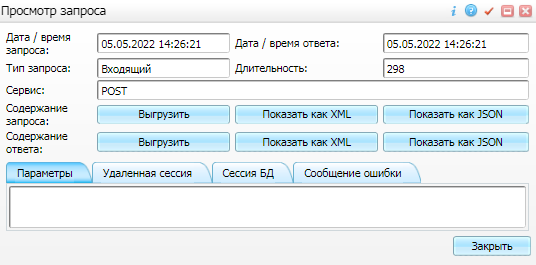 Просмотр запроса
Дата / время запроса: 05.05.2022 14:26:21 Дата / время ответа: 05.05.2022 14:26:21
Тип запроса: Входящий Длительность: 298
Сервис: POST
Содержание запроса: Выгрузить Показать как XML Показать как JSON
Содержание ответа: Выгрузить Показать как XML Показать как JSON
Параметры Удаленная сессия Сессия БД Сообщение ошибки
Закрыть